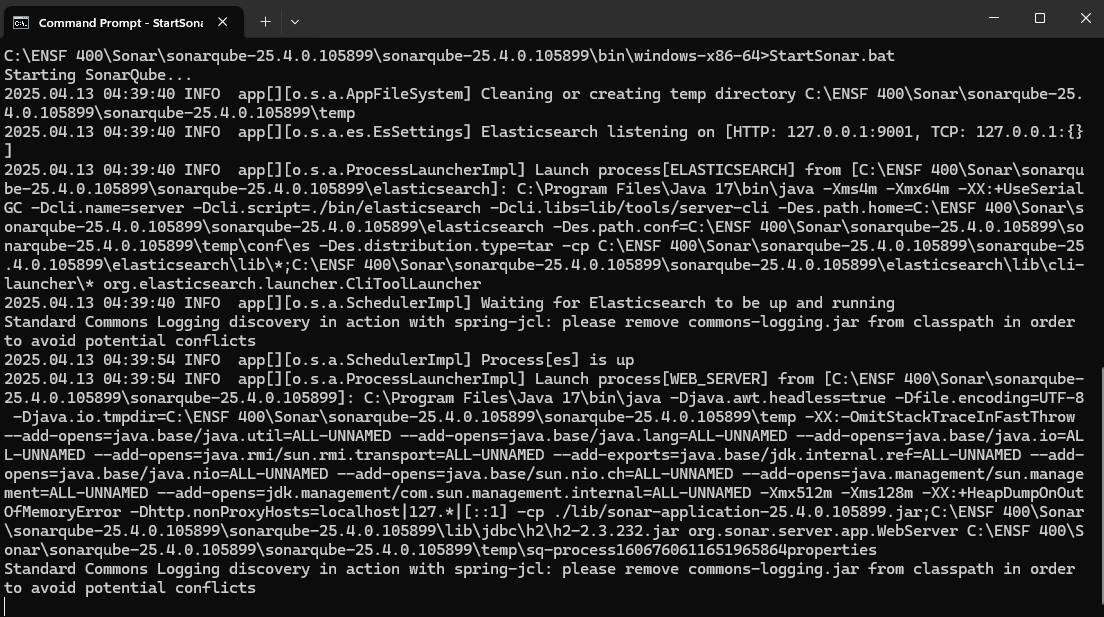 Command Prompt - StartSona
C:\ENSF 400\Sonar\sonarqube-25.4.0.105899\sonarqube-25.4.0.105899\bin\windows-x86-64>StartSonar.bat
Starting SonarQube...
2025.04.13 04:39:40 INFO  app[][o.s.a.AppFileSystem] Cleaning or creating temp directory C:\ENSF 400\Sonar\sonarqube-25.
4.0.105899\sonarqube-25.4.0.105899\temp
2025.04.13 04:39:40 INFO  app[][o.s.a.es.EsSettings] Elasticsearch listening on [HTTP: 127.0.0.1:9001, TCP: 127.0.0.1:{}
]
2025.04.13 04:39:40 INFO  app[][o.s.a.ProcessLauncherImpl] Launch process[ELASTICSEARCH] from [C:\ENSF 400\Sonar\sonarqu
be-25.4.0.105899\sonarqube-25.4.0.105899\elasticsearch]: C:\Program Files\Java 17\bin\java -Xms4m -Xmx64m -XX:+UseSerial
GC -Dcli.name=server -Dcli.script=./bin/elasticsearch -Dcli.libs=lib/tools/server-cli -Des.path.home=C:\ENSF 400\Sonar\s
onarqube-25.4.0.105899\sonarqube-25.4.0.105899\elasticsearch -Des.path.conf=C:\ENSF 400\Sonar\sonarqube-25.4.0.105899\so
narqube-25.4.0.105899\temp\conf\es -Des.distribution.type=tar -cp C:\ENSF 400\Sonar\sonarqube-25.4.0.105899\sonarqube-25
.4.0.105899\elasticsearch\lib\*;C:\ENSF 400\Sonar\sonarqube-25.4.0.105899\sonarqube-25.4.0.105899\elasticsearch\lib\cli-
launcher\* org.elasticsearch.launcher.CliToolLauncher
2025.04.13 04:39:40 INFO  app[][o.s.a.SchedulerImpl] Waiting for Elasticsearch to be up and running
Standard Commons Logging discovery in action with spring-jcl: please remove commons-logging.jar from classpath in order
to avoid potential conflicts
2025.04.13 04:39:54 INFO  app[][o.s.a.SchedulerImpl] Process[es] is up
2025.04.13 04:39:54 INFO  app[][o.s.a.ProcessLauncherImpl] Launch process[WEB_SERVER] from [C:\ENSF 400\Sonar\sonarqube-
25.4.0.105899\sonarqube-25.4.0.105899]: C:\Program Files\Java 17\bin\java -Djava.awt.headless=true -Dfile.encoding=UTF-8
 -Djava.io.tmpdir=C:\ENSF 400\Sonar\sonarqube-25.4.0.105899\sonarqube-25.4.0.105899\temp -XX:-OmitStackTraceInFastThrow
--add-opens=java.base/java.util=ALL-UNNAMED --add-opens=java.base/java.lang=ALL-UNNAMED --add-opens=java.base/java.io=AL
L-UNNAMED --add-opens=java.rmi/sun.rmi.transport=ALL-UNNAMED --add-exports=java.base/jdk.internal.ref=ALL-UNNAMED --add-
opens=java.base/java.nio=ALL-UNNAMED --add-opens=java.base/sun.nio.ch=ALL-UNNAMED --add-opens=java.management/sun.manage
ment=ALL-UNNAMED --add-opens=jdk.management/com.sun.management.internal=ALL-UNNAMED -Xmx512m -Xms128m -XX:+HeapDumpOnOut
OfMemoryError -Dhttp.nonProxyHosts=localhost|127.*|[::1] -cp ./lib/sonar-application-25.4.0.105899.jar;C:\ENSF 400\Sonar
\sonarqube-25.4.0.105899\sonarqube-25.4.0.105899\lib\jdbc\h2\h2-2.3.232.jar org.sonar.server.app.WebServer C:\ENSF 400\S
onar\sonarqube-25.4.0.105899\sonarqube-25.4.0.105899\temp\sq-process1606760611651965864properties
Standard Commons Logging discovery in action with spring-jcl: please remove commons-logging.jar from classpath in order
to avoid potential conflicts